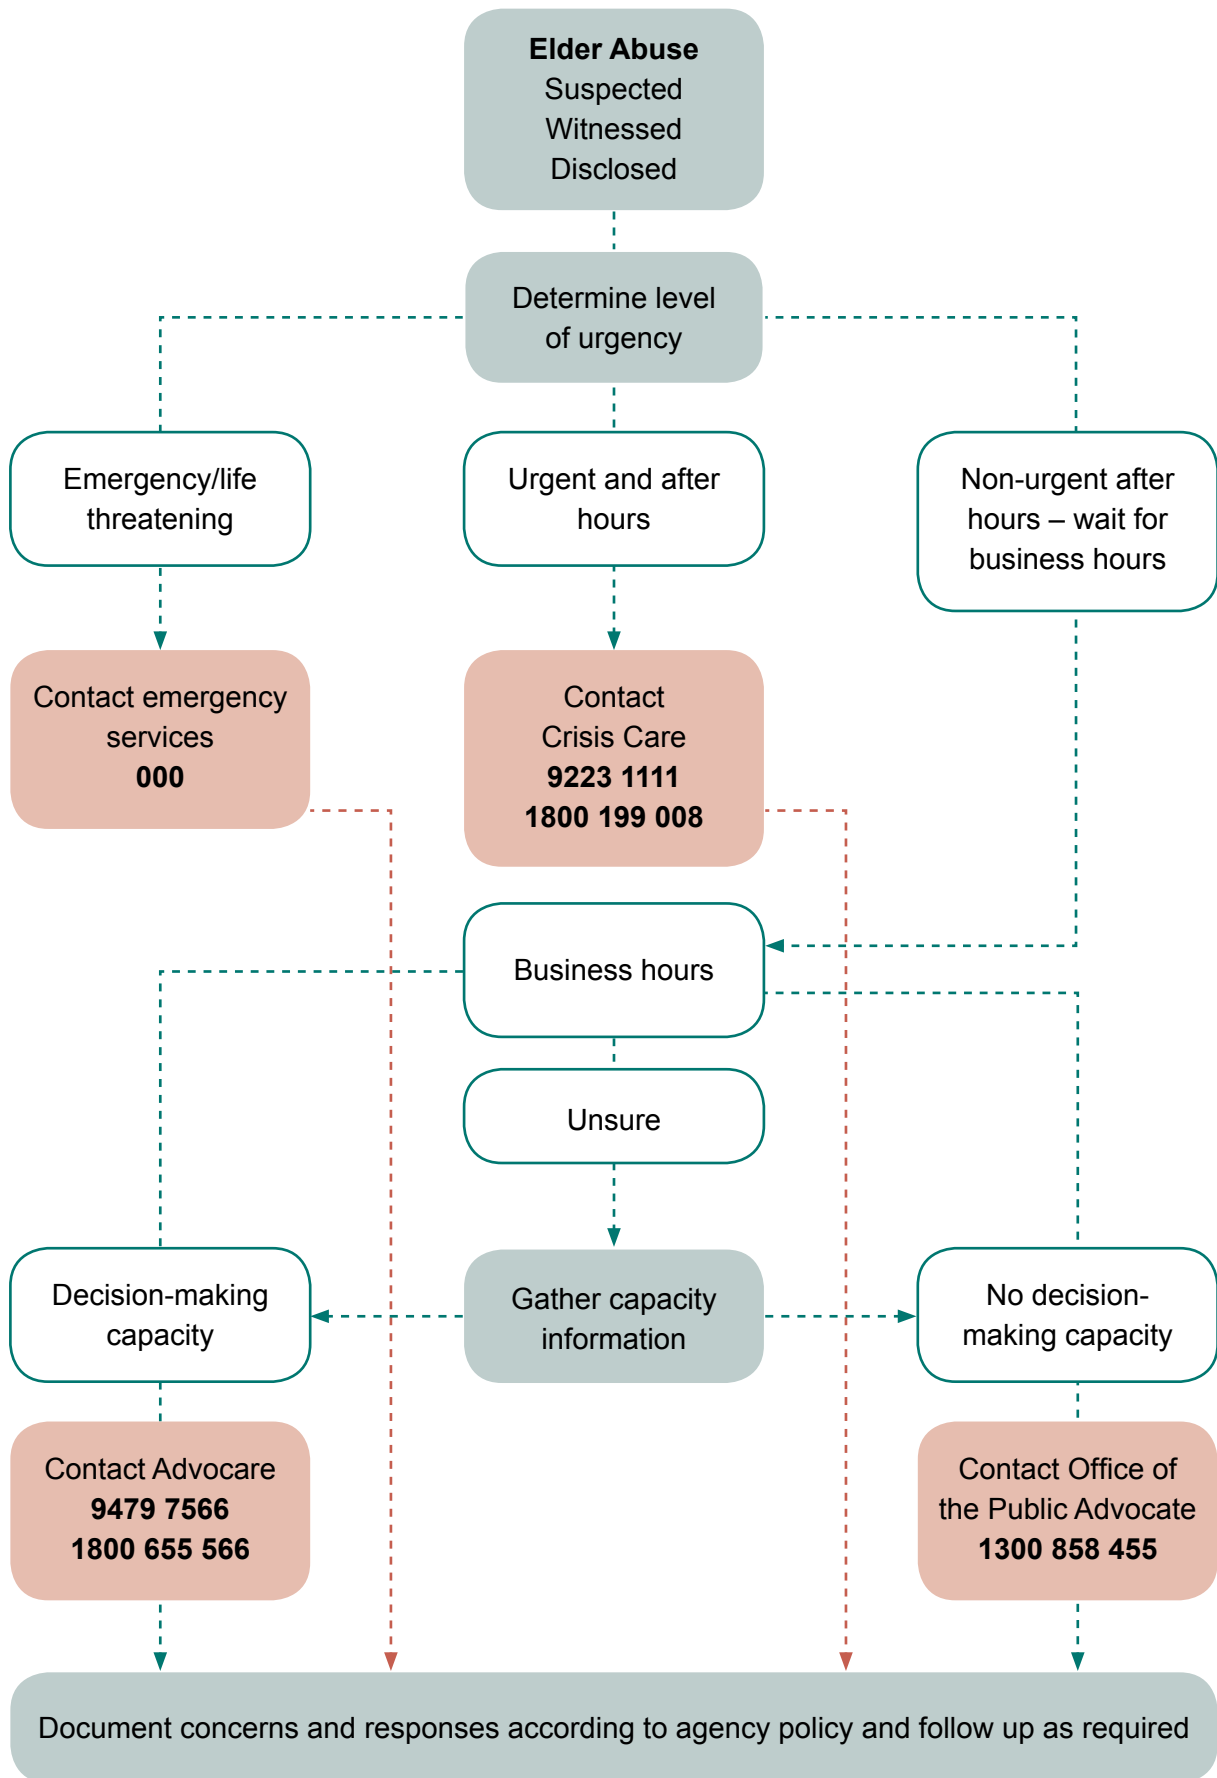 Elder Abuse
Suspected
Witnessed
Disclosed
Determine level
of urgency
Emergency/life
threatening
Urgent and after
hours
Non-urgent after
hours – wait for
business hours
Contact emergency
services
000
Contact
Crisis Care
9223 1111
1800 199 008
Business hours
Unsure
Decision-making
capacity
Gather capacity
information
No decision-
making capacity
Contact Advocare
9479 7566
1800 655 566
Contact Office of
the Public Advocate
1300 858 455
Document concerns and responses according to agency policy and follow up as required